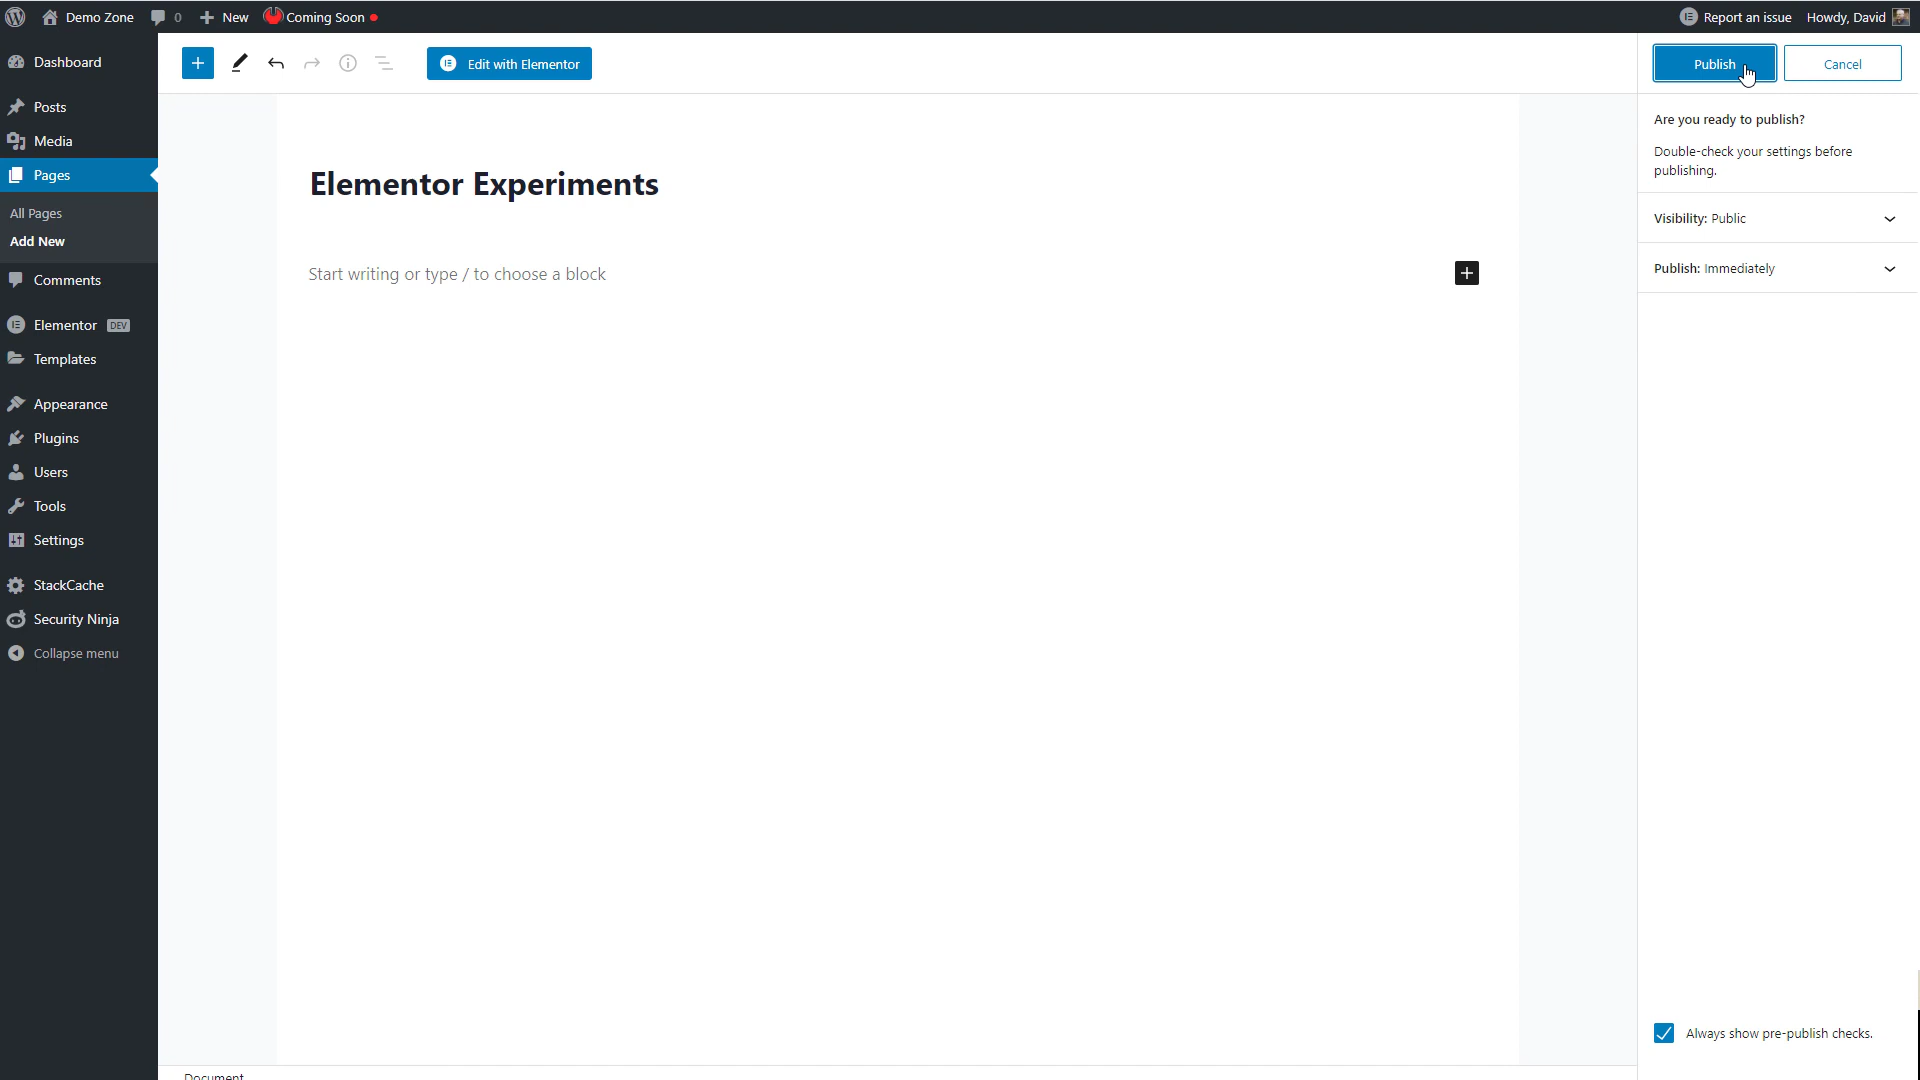 Demo Zone
0
New
Coming Soon
Report an issue
Howdy, David
Dashboard
Posts
Media
Pages
All Pages
Add New
Comments
Elementor DEV
Templates
Appearance
Plugins
Users
Tools
Settings
StackCache
Security Ninja
Collapse menu
Edit with Elementor
Elementor Experiments
Start writing or type / to choose a block
Document
Publish
Cancel
Are you ready to publish?
Double-check your settings before
publishing.
Visibility: Public
Publish: Immediately
Always show pre-publish checks.